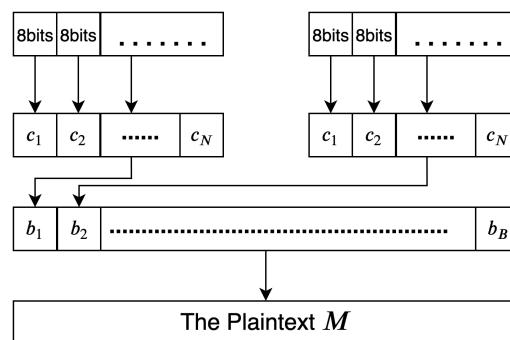 8bits 8bits ....... 8bits 8bits .......
c1 c2 ...... cN c1 c2 ...... cN
b1 b2 .................................................... bB
The Plaintext M